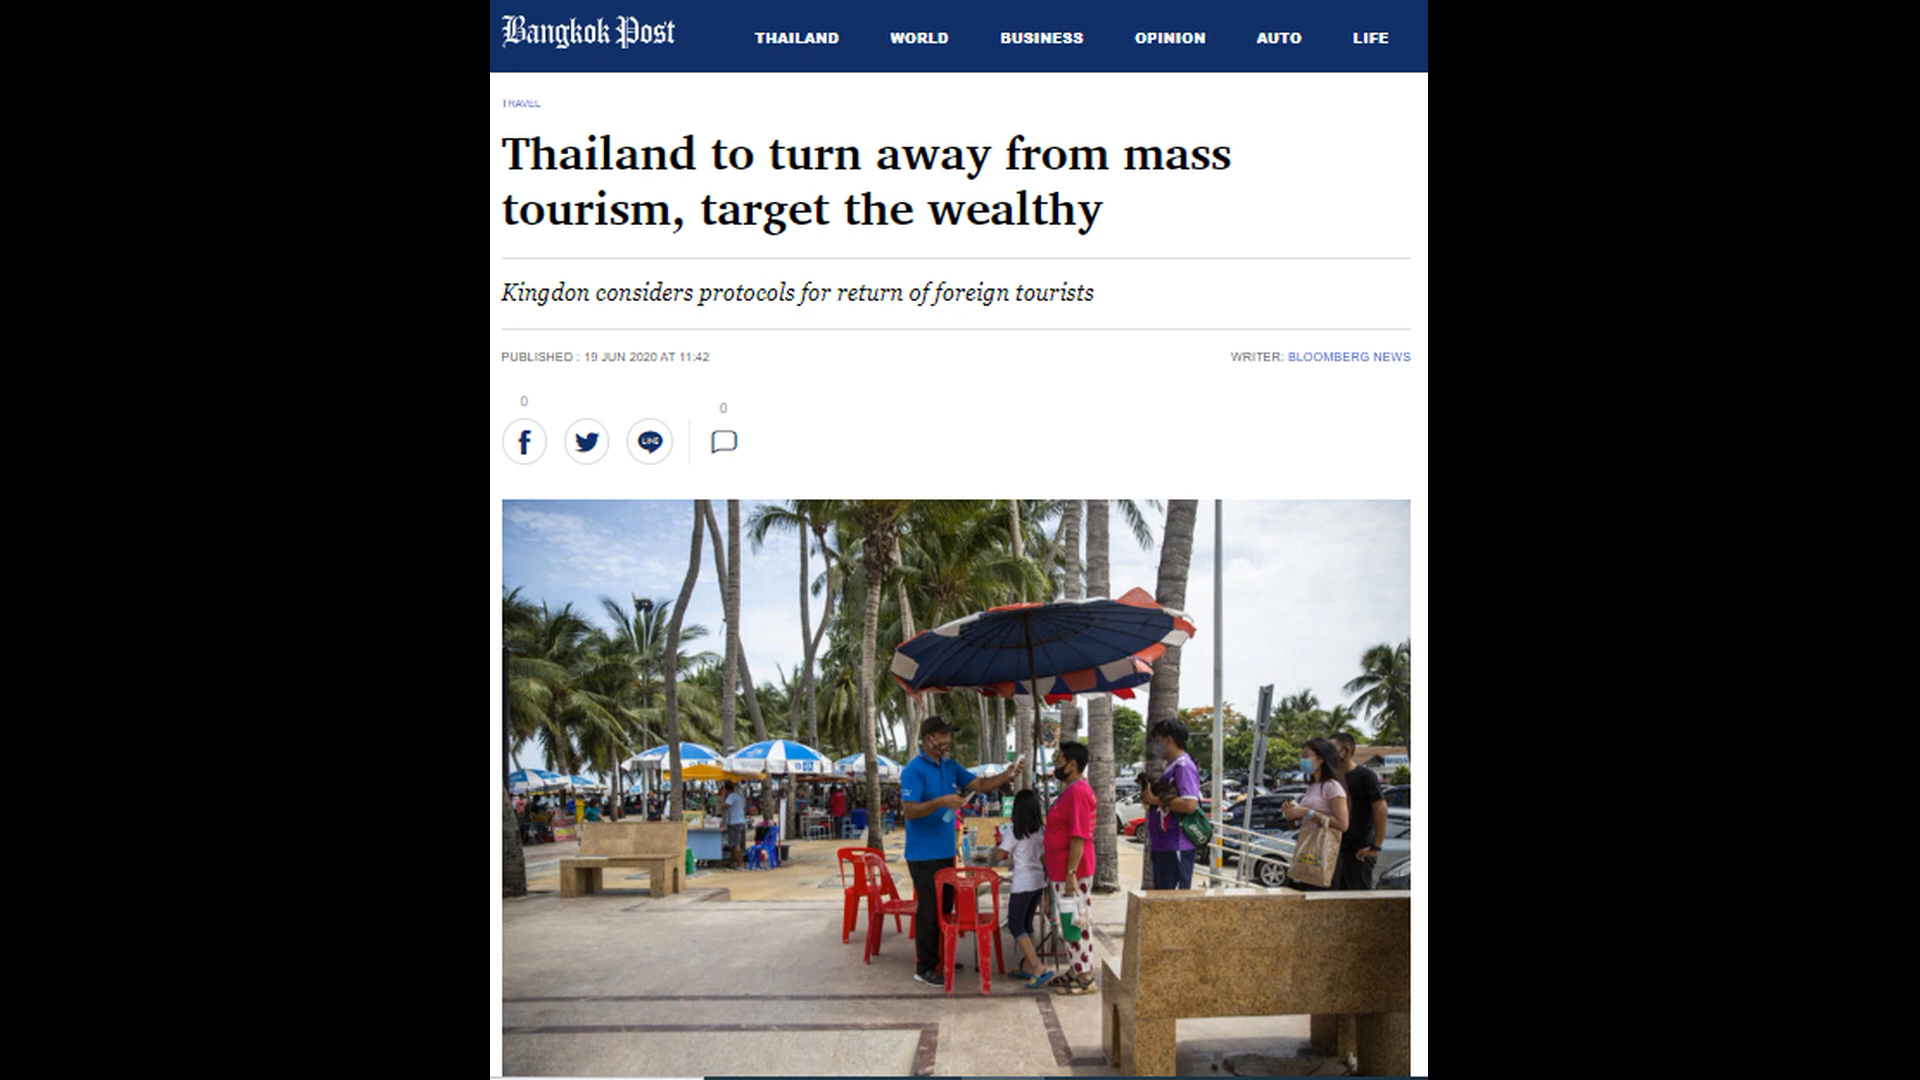 Bangkok Post
THAILAND WORLD BUSINESS OPINION AUTO LIFE
TRAVEL
Thailand to turn away from mass
tourism, target the wealthy
Kingdon considers protocols for return of foreign tourists
PUBLISHED : 19 JUN 2020 AT 11:42 WRITER: BLOOMBERG NEWS
0 0
LINE